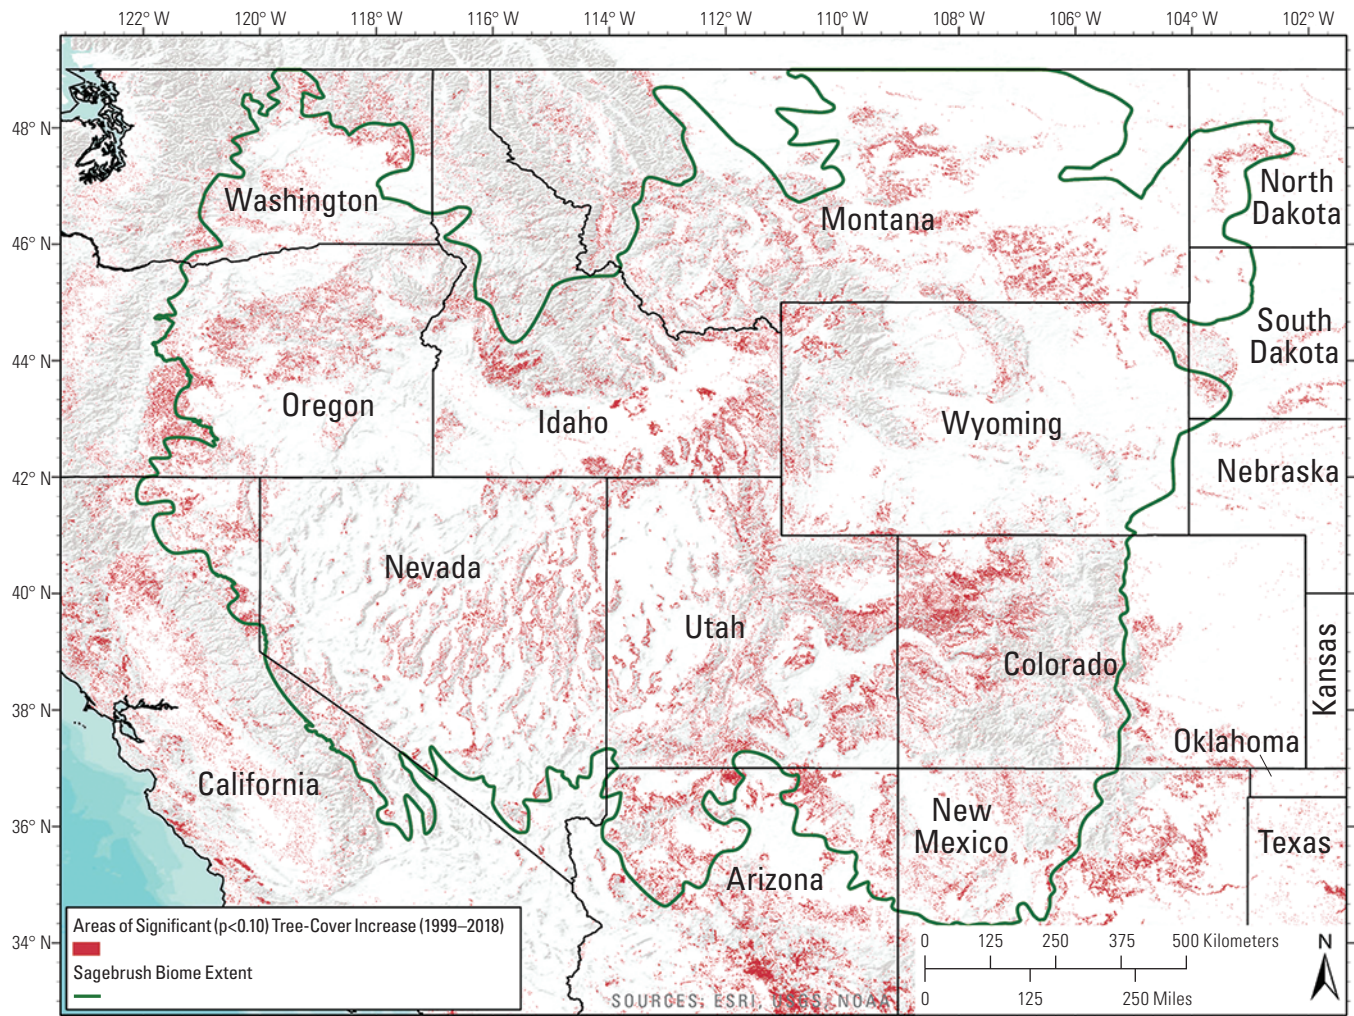 122° W 120° W 118° W 116° W 114° W 112° W 110° W 108° W 106° W 104° W 102° W
48° N
46° N
44° N
42° N
40° N
38° N
36° N
34° N
Washington
Montana
North
Dakota
South
Dakota
Oregon
Idaho
Wyoming
Nebraska
Nevada
Utah
Colorado
Kansas
Oklahoma
California
New
Mexico
Arizona
Texas
Areas of Significant (p<0.10) Tree-Cover Increase (1999–2018)
Sagebrush Biome Extent
0 125 250 375 500 Kilometers
0 125 250 Miles
N
SOURCES, ESRI, USGS, NOAA